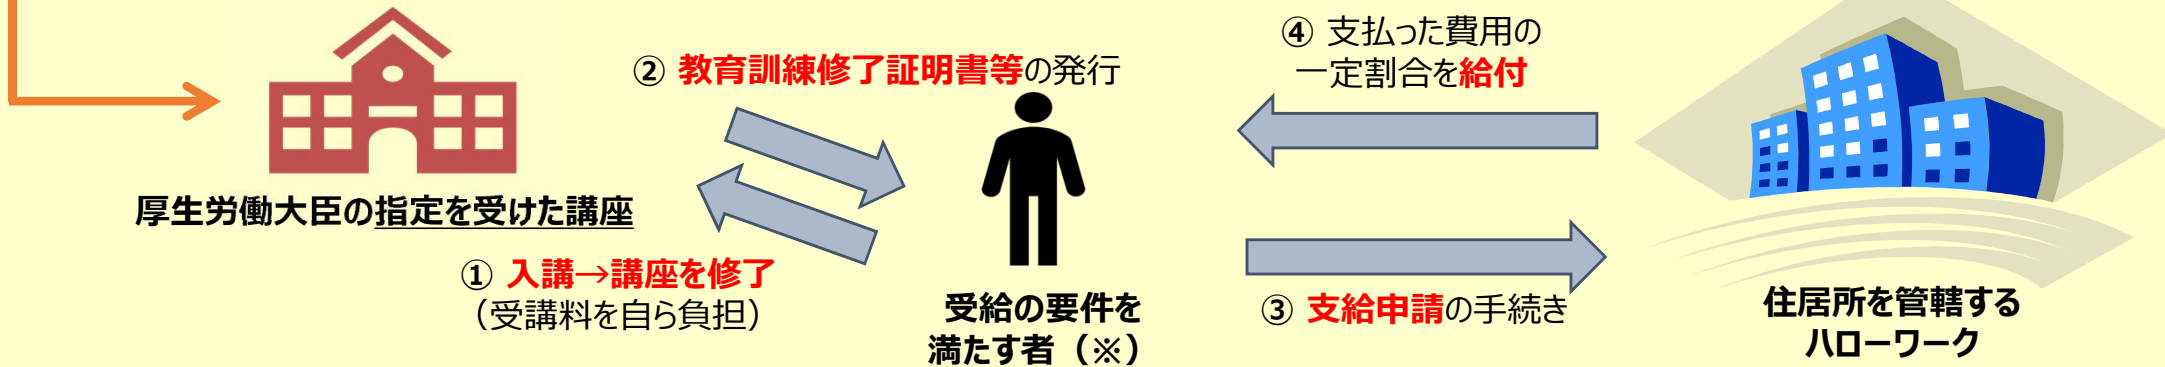 ② 教育訓練修了証明書等の発行
④ 支払った費用の
一定割合を給付
厚生労働大臣の指定を受けた講座
① 入講→講座を修了
（受講料を自ら負担）
受給の要件を
満たす者（※）
③ 支給申請の手続き
住居所を管轄する
ハローワーク